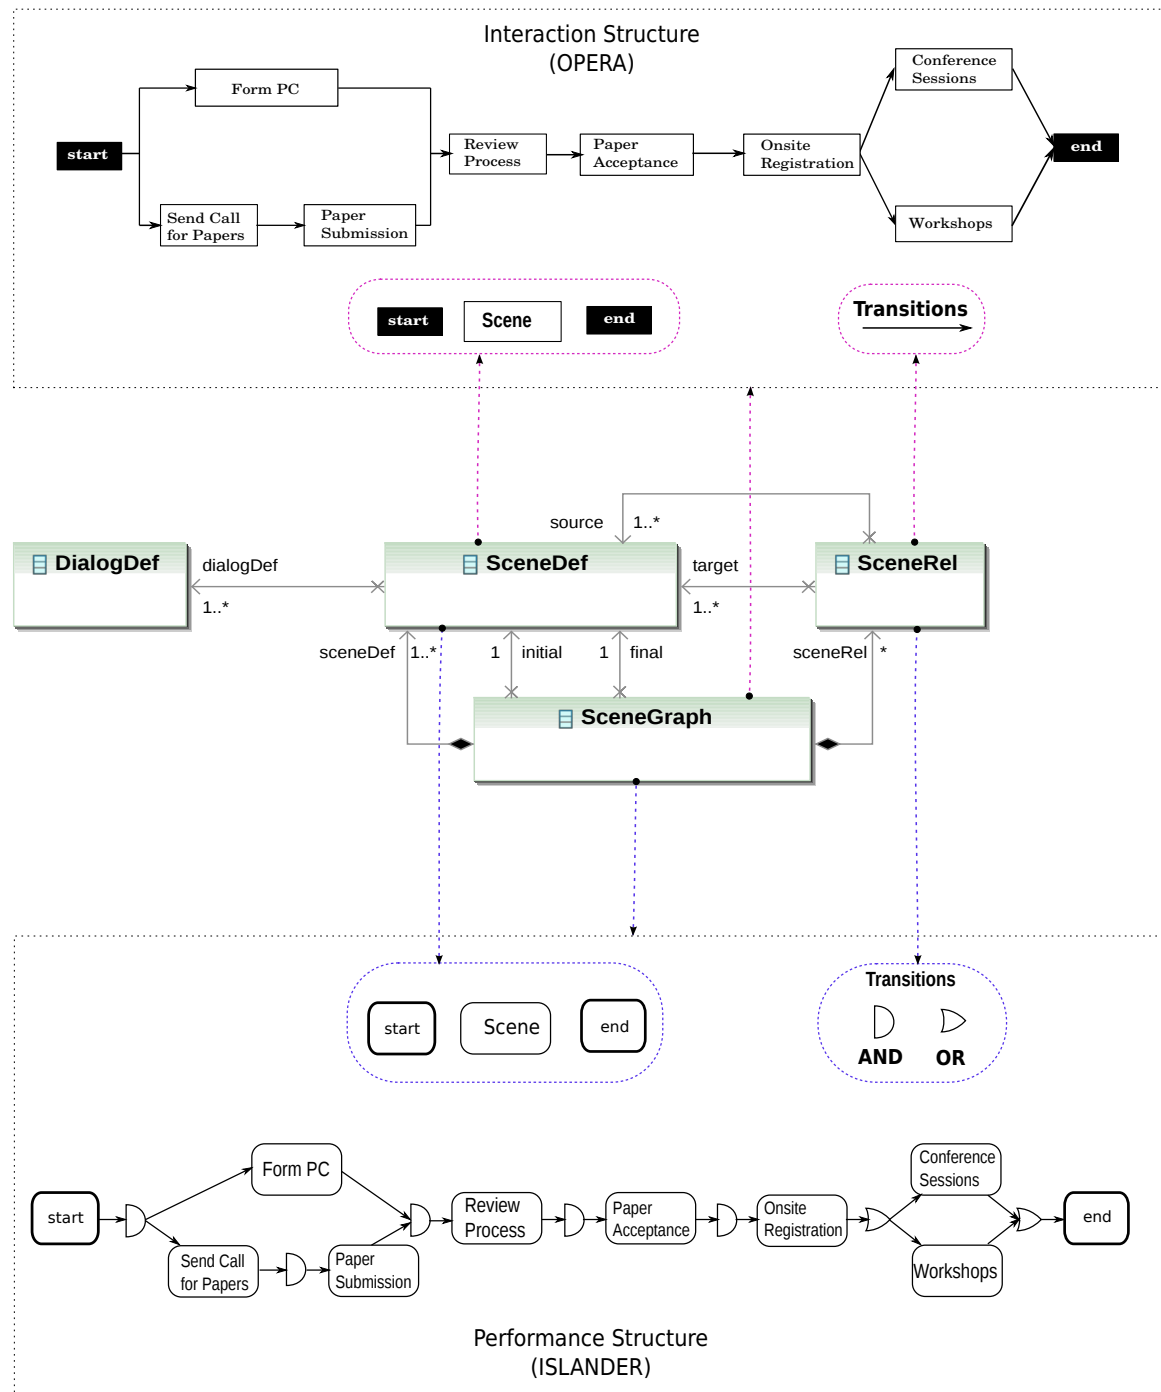 Interaction Structure
(OPERA)
Form PC
start
Send Call
for Papers
Paper
Submission
Review
Process
Paper
Acceptance
Onsite
Registration
Conference
Sessions
Workshops
end
start
Scene
end
Transitions
source
1..*
DialogDef
dialogDef
1..*
SceneDef
target
1..*
SceneRel
sceneDef
1..*
1
initial
1
final
sceneRel
*
SceneGraph
start
Scene
end
Transitions
AND
OR
start
Form PC
Send Call
for Papers
Paper
Submission
Review
Process
Paper
Acceptance
Onsite
Registration
Conference
Sessions
Workshops
end
Performance Structure
(ISLANDER)